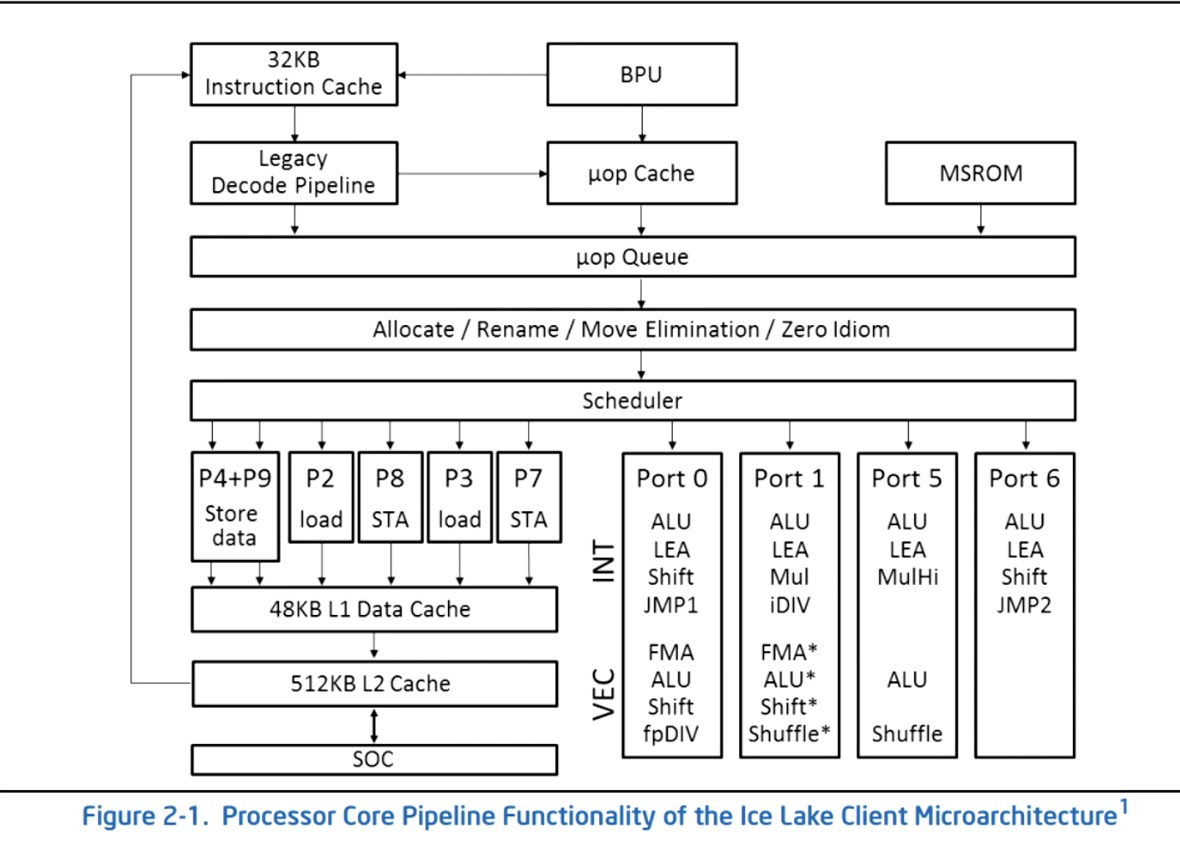 32KB
Instruction Cache
BPU
Legacy
Decode Pipeline
μop Cache
MSROM
μop Queue
Allocate / Rename / Move Elimination / Zero Idiom
Scheduler
P4+P9
Store
data
P2
load
P8
STA
P3
load
P7
STA
48KB L1 Data Cache
512KB L2 Cache
SOC
INT
VEC
Port 0
ALU
LEA
Shift
JMP1
FMA
ALU
Shift
fpDIV
Port 1
ALU
LEA
Mul
iDIV
FMA*
ALU*
Shift*
Shuffle*
Port 5
ALU
LEA
MulHi
ALU
Shuffle
Port 6
ALU
LEA
Shift
JMP2
Figure 2-1. Processor Core Pipeline Functionality of the Ice Lake Client Microarchitecture1